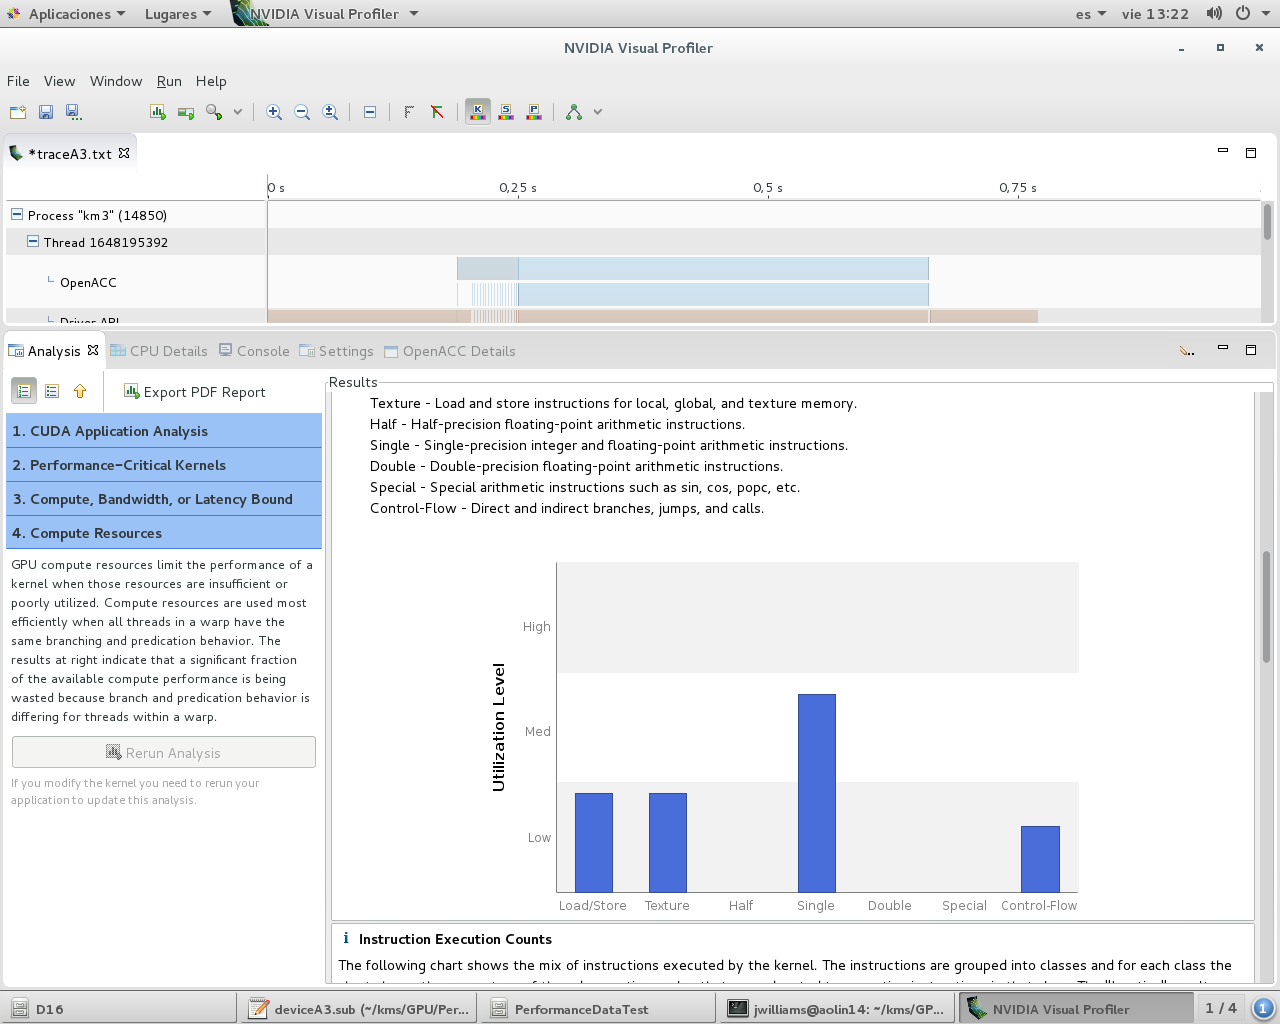 Aplicaciones Lugares NVIDIA Visual Profiler es vie 13:22
NVIDIA Visual Profiler
File View Window Run Help
K S P
*traceA3.txt
0 s 0,25 s 0,5 s 0,75 s
Process "km3" (14850)
Thread 1648195392
OpenACC
Driver API
Analysis CPU Details Console Settings OpenACC Details
Export PDF Report
1. CUDA Application Analysis
2. Performance-Critical Kernels
3. Compute, Bandwidth, or Latency Bound
4. Compute Resources
GPU compute resources limit the performance of a
kernel when those resources are insufficient or
poorly utilized. Compute resources are used most
efficiently when all threads in a warp have the
same branching and predication behavior. The
results at right indicate that a significant fraction
of the available compute performance is being
wasted because branch and predication behavior is
differing for threads within a warp.
Rerun Analysis
If you modify the kernel you need to rerun your
application to update this analysis.
Results
Texture - Load and store instructions for local, global, and texture memory.
Half - Half-precision floating-point arithmetic instructions.
Single - Single-precision integer and floating-point arithmetic instructions.
Double - Double-precision floating-point arithmetic instructions.
Special - Special arithmetic instructions such as sin, cos, popc, etc.
Control-Flow - Direct and indirect branches, jumps, and calls.
Utilization Level
High
Med
Low
Load/Store Texture Half Single Double Special Control-Flow
i Instruction Execution Counts
The following chart shows the mix of instructions executed by the kernel. The instructions are grouped into classes and for each class the
D16 deviceA3.sub (~/kms/GPU/Per... PerformanceDataTest jwilliams@aolin14: ~/kms/GP... NVIDIA Visual Profiler 1 / 4 1